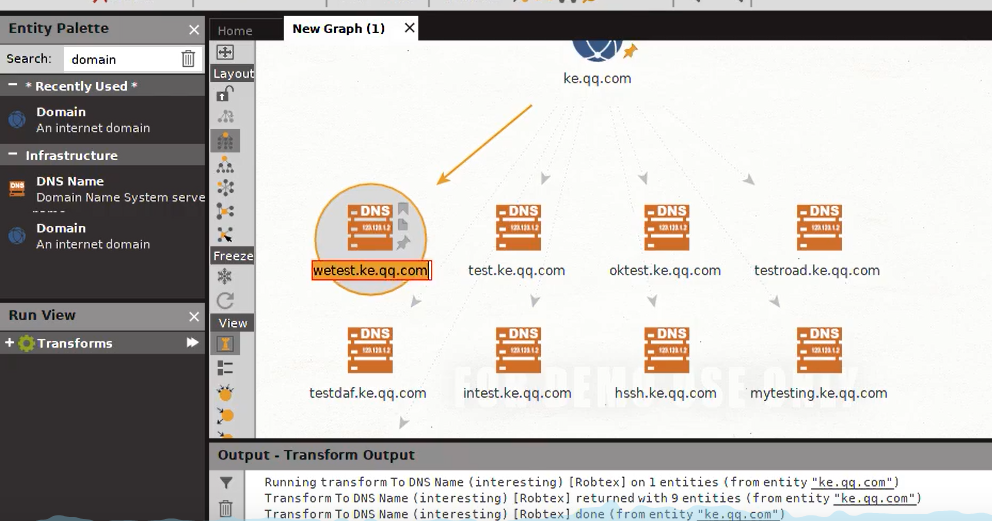 Entity Palette
Search: domain
* Recently Used *
Domain
An internet domain
Infrastructure
DNS Name
Domain Name System serve
name
Domain
An internet domain
Run View
Transforms
Home
New Graph (1)
Layout
Freeze
View
ke.qq.com
DNS DNS DNS DNS
wetest.ke.qq.com test.ke.qq.com oktest.ke.qq.com testroad.ke.qq.com
DNS DNS DNS DNS
testdaf.ke.qq.com intest.ke.qq.com hssh.ke.qq.com mytesting.ke.qq.com
FOR DEMO USE ONLY
Output - Transform Output
Running transform To DNS Name (interesting) [Robtex] on 1 entities (from entity "ke.qq.com")
Transform To DNS Name (interesting) [Robtex] returned with 9 entities (from entity "ke.qq.com")
Transform To DNS Name (interesting) [Robtex] done (from entity "ke.qq.com")